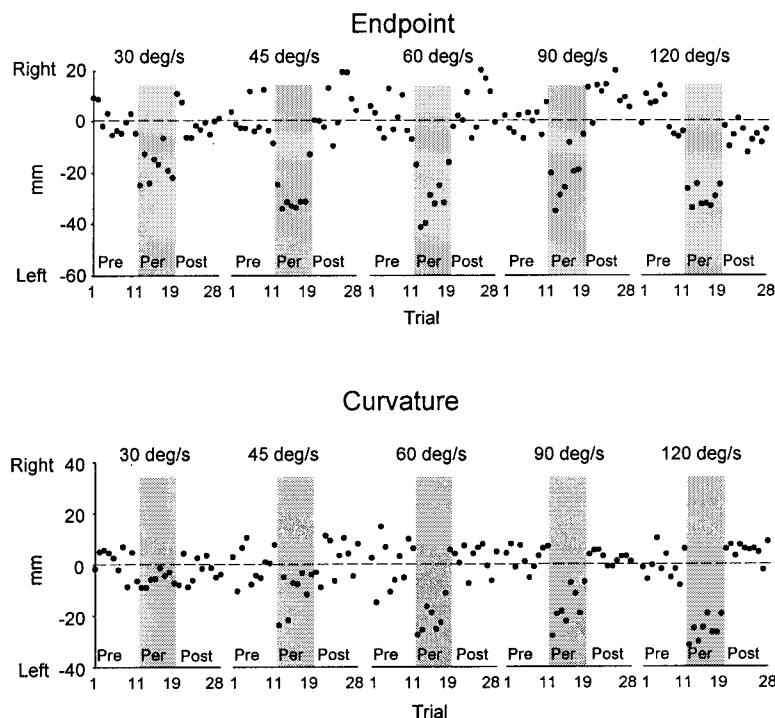 Endpoint
30 deg/s 45 deg/s 60 deg/s 90 deg/s 120 deg/s
Right 20
0
mm -20
-40
Left -60
Pre Per Post Pre Per Post Pre Per Post Pre Per Post Pre Per Post
1 11 19 28 1 11 19 28 1 11 19 28 1 11 19 28 1 11 19 28
Trial
Curvature
30 deg/s 45 deg/s 60 deg/s 90 deg/s 120 deg/s
Right 40
20
mm 0
-20
Left -40
Pre Per Post Pre Per Post Pre Per Post Pre Per Post Pre Per Post
1 11 19 28 1 11 19 28 1 11 19 28 1 11 19 28 1 11 19 28
Trial